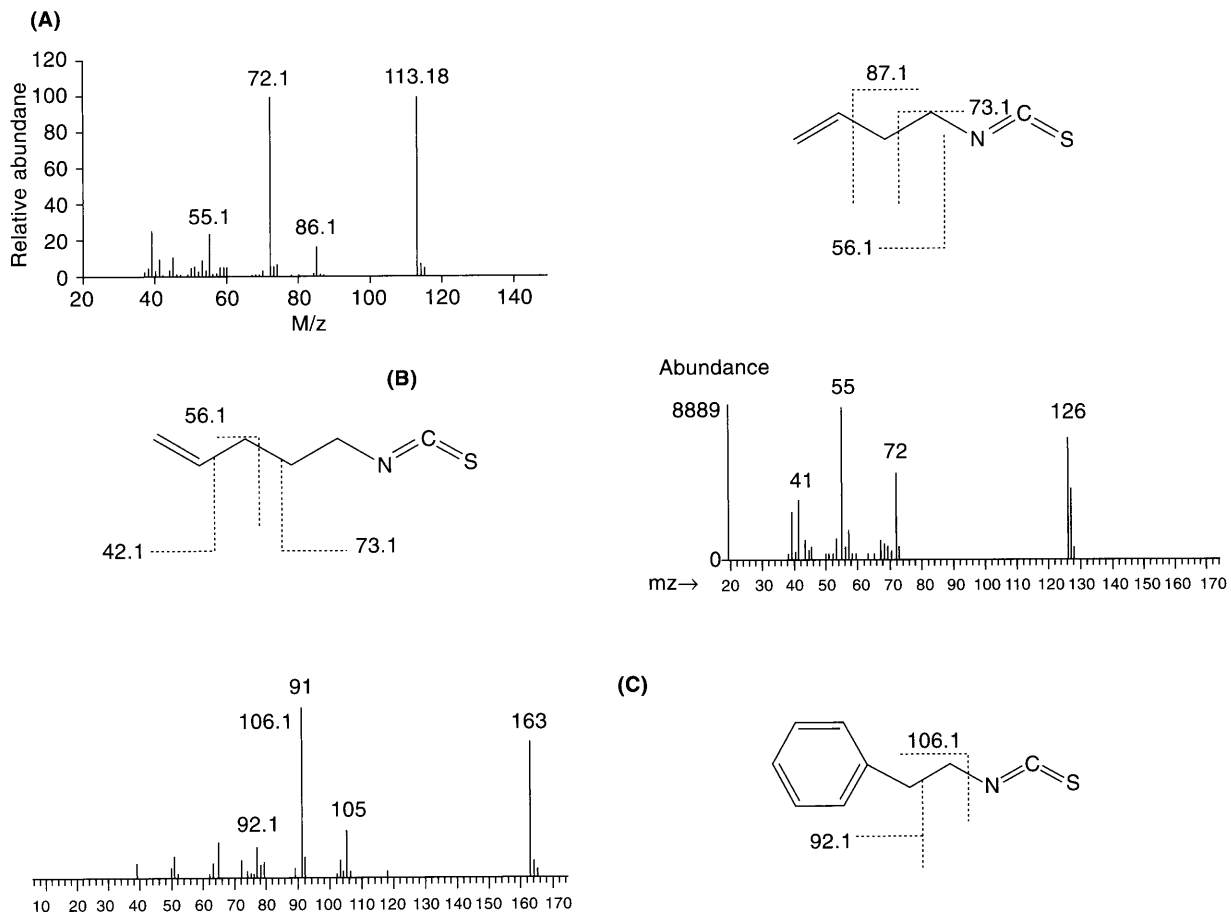 (A)
120
100
80
60
40
20
0
Relative abundane
72.1
113.18
55.1
86.1
20 40 60 80 100 120 140
M/z
87.1
73.1
N C S
56.1
(B)
56.1
N C S
42.1
73.1
Abundance
8889
0
55
126
41
72
mz→ 20 30 40 50 60 70 80 90 100 110 120 130 140 150 160 170
91
106.1
163
92.1
105
10 20 30 40 50 60 70 80 90 100 110 120 130 140 150 160 170
(C)
106.1
N C S
92.1